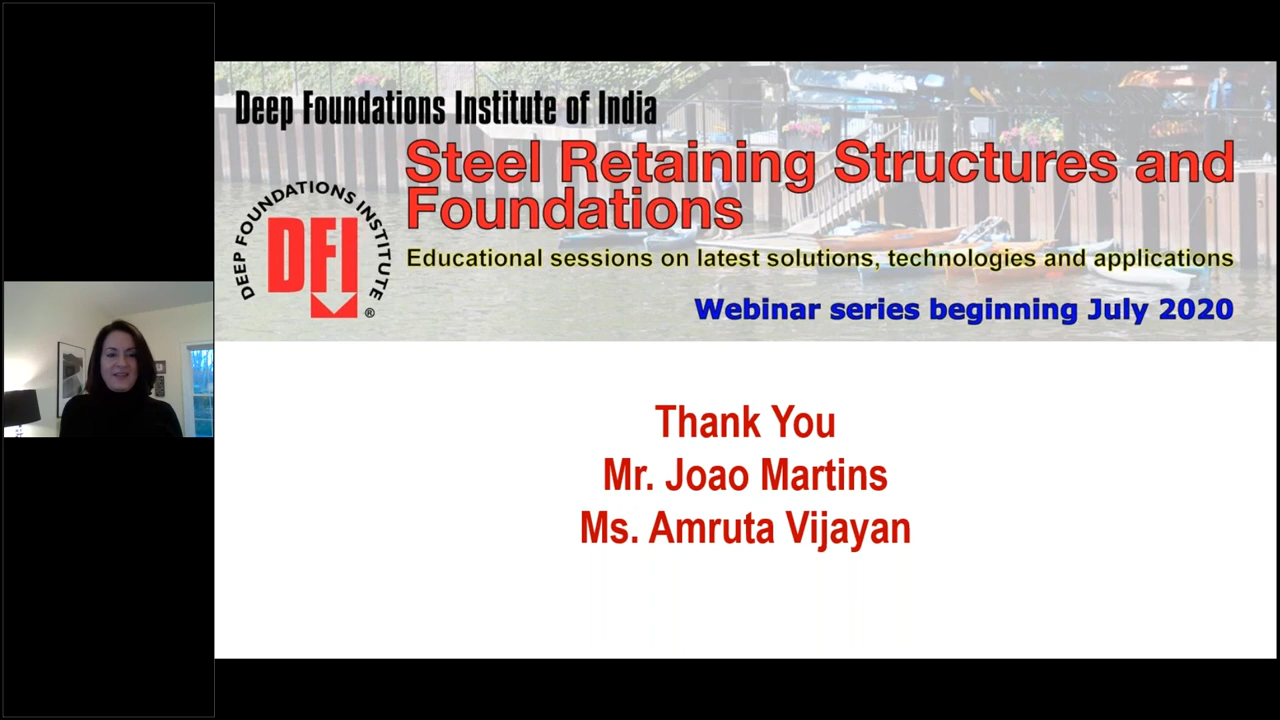 Deep Foundations Institute of India
Steel Retaining Structures and
Foundations
DEEP FOUNDATIONS INSTITUTE
DFI
®
Educational sessions on latest solutions, technologies and applications
Webinar series beginning July 2020
Thank You
Mr. Joao Martins
Ms. Amruta Vijayan